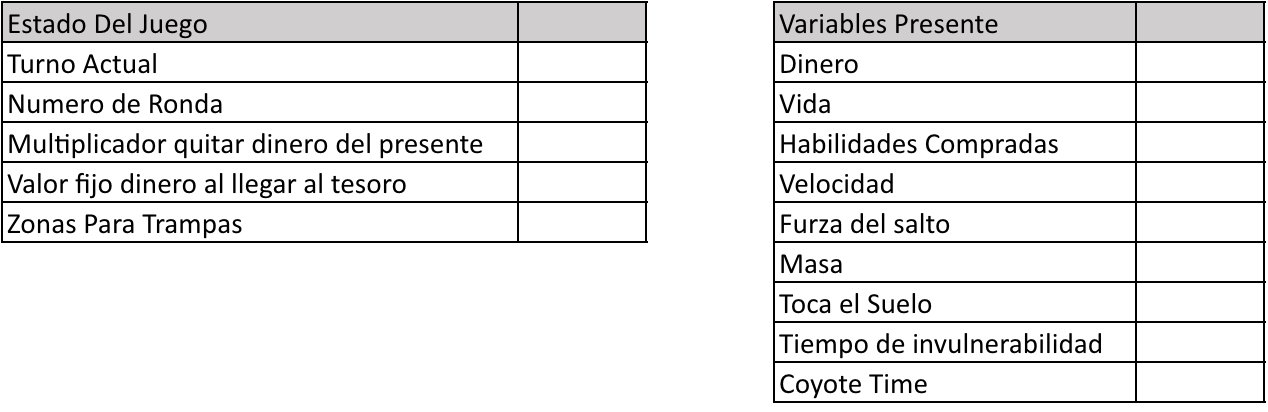 Estado Del Juego
Turno Actual
Numero de Ronda
Multiplicador quitar dinero del presente
Valor fijo dinero al llegar al tesoro
Zonas Para Trampas
Variables Presente
Dinero
Vida
Habilidades Compradas
Velocidad
Furza del salto
Masa
Toca el Suelo
Tiempo de invulnerabilidad
Coyote Time